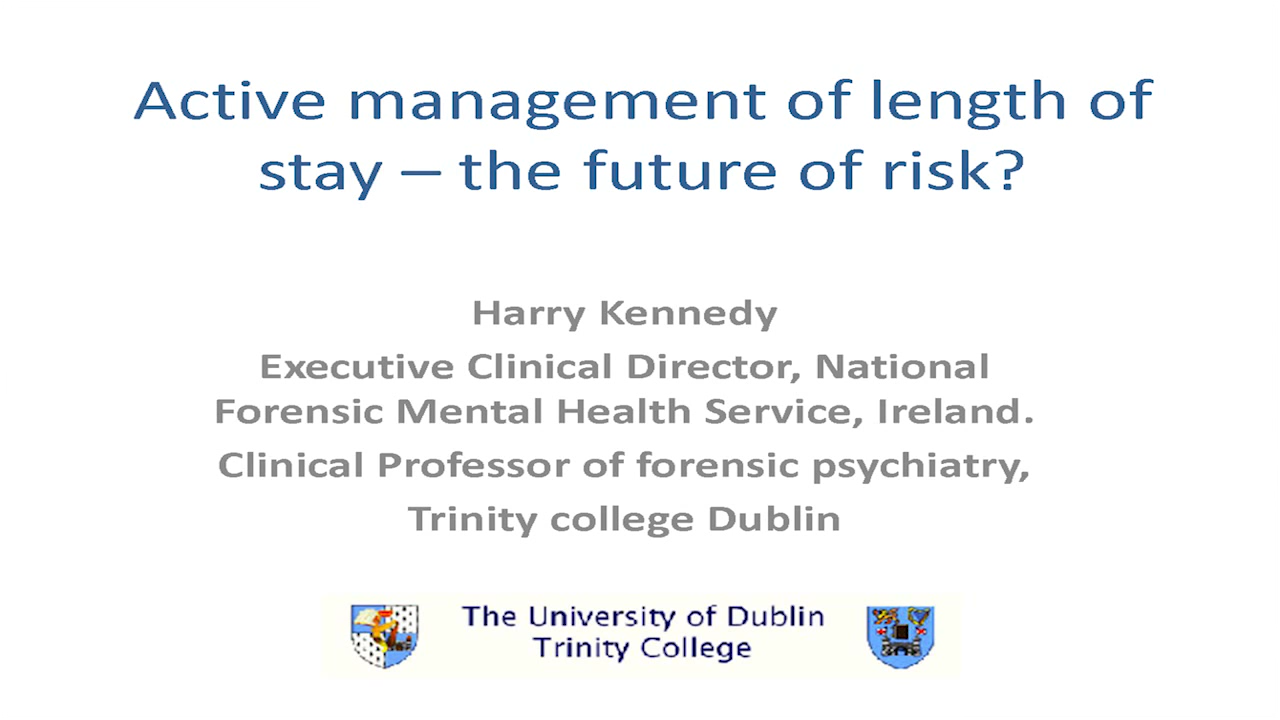 Active management of length of
stay – the future of risk?
Harry Kennedy
Executive Clinical Director, National
Forensic Mental Health Service, Ireland.
Clinical Professor of forensic psychiatry,
Trinity college Dublin
The University of Dublin
Trinity College